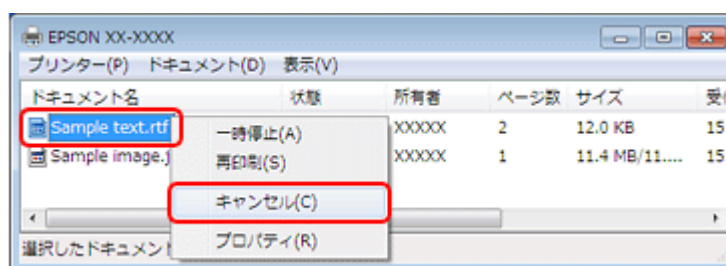 EPSON XX-XXXX
プリンター(P) ドキュメント(D) 表示(V)
ドキュメント名 状態 所有者 ページ数 サイズ 受
Sample text.rtf XXXXX 2 12.0 KB 15
Sample image.j XXXXX 1 11.4 MB/11.... 15
一時停止(A)
再印刷(S)
キャンセル(C)
プロパティ(R)
選択したドキュメント